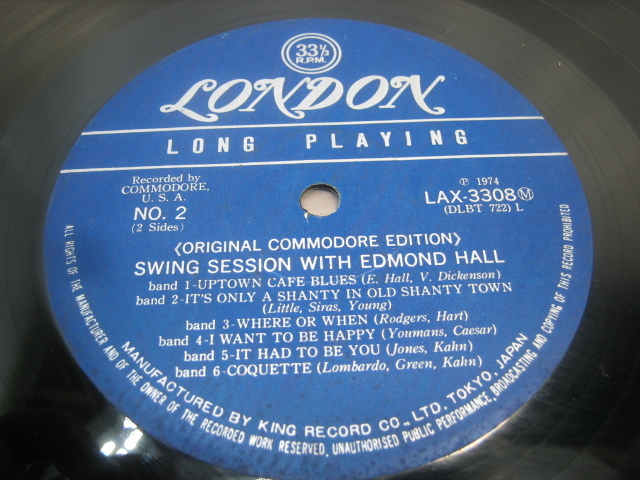 33 1/3
R.P.M.
LONDON
LONG PLAYING
Recorded by
COMMODORE,
U. S. A.
NO. 2
(2 Sides)
℗ 1974
LAX-3308 Ⓜ
(DLBT 722) L
《ORIGINAL COMMODORE EDITION》
SWING SESSION WITH EDMOND HALL
band 1-UPTOWN CAFE BLUES (E. Hall, V. Dickenson)
band 2-IT'S ONLY A SHANTY IN OLD SHANTY TOWN
(Little, Siras, Young)
band 3-WHERE OR WHEN (Rodgers, Hart)
band 4-I WANT TO BE HAPPY (Youmans, Caesar)
band 5-IT HAD TO BE YOU (Jones, Kahn)
band 6-COQUETTE (Lombardo, Green, Kahn)
MANUFACTURED BY KING RECORD CO., LTD. TOKYO, JAPAN
ALL RIGHTS OF THE MANUFACTURER AND OF THE OWNER OF THE RECORDED WORK RESERVED. UNAUTHORISED PUBLIC PERFORMANCE, BROADCASTING AND COPYING OF THIS RECORD PROHIBITED